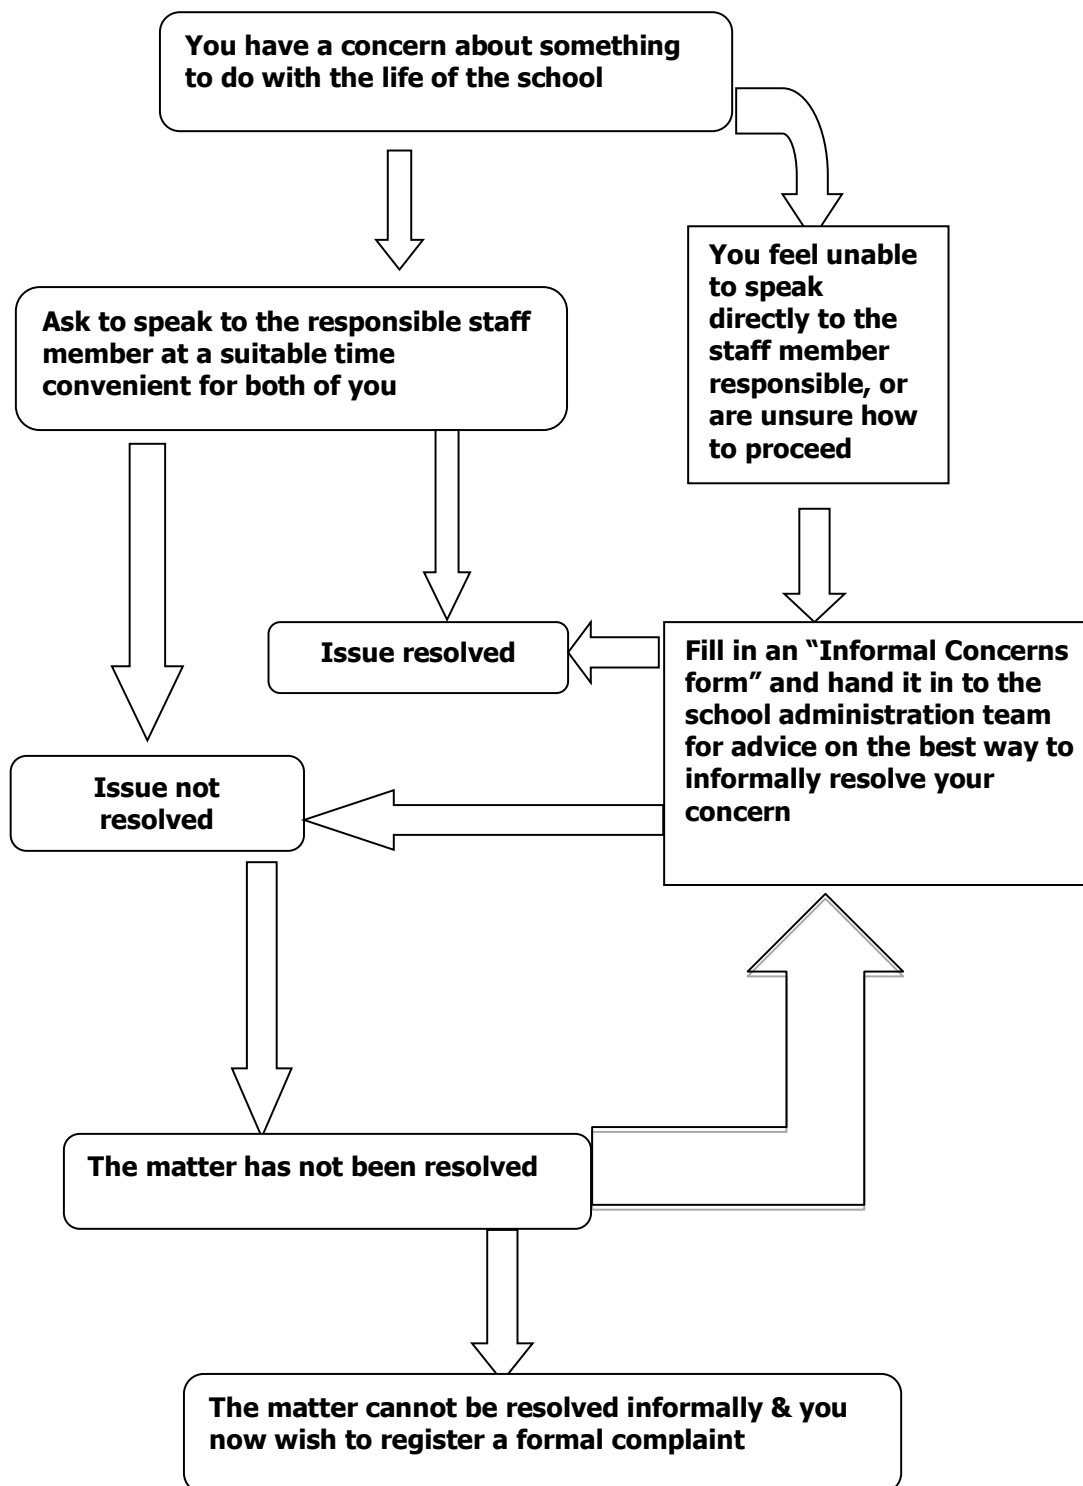 You have a concern about something
to do with the life of the school
You feel unable
to speak
directly to the
staff member
responsible, or
are unsure how
to proceed
Ask to speak to the responsible staff
member at a suitable time
convenient for both of you
Issue resolved
Fill in an “Informal Concerns
form” and hand it in to the
school administration team
for advice on the best way to
informally resolve your
concern
Issue not
resolved
The matter has not been resolved
The matter cannot be resolved informally & you
now wish to register a formal complaint